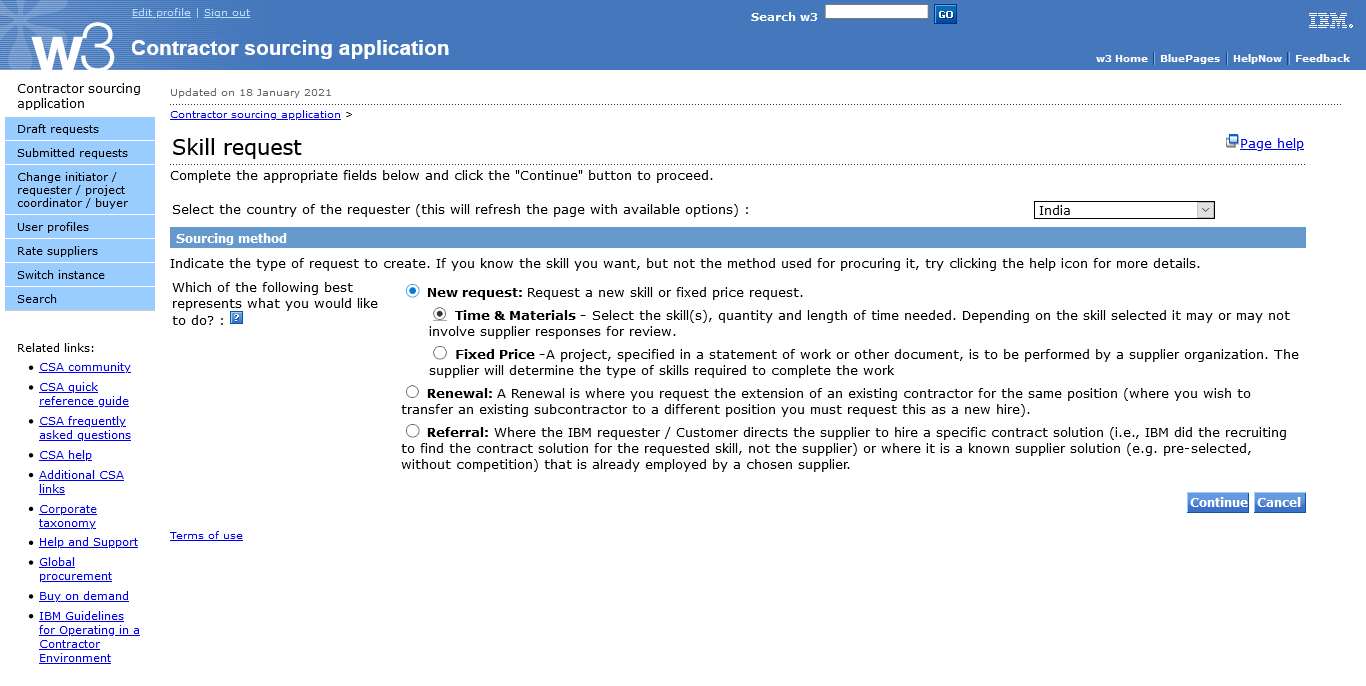 Edit profile | Sign out
Search w3
GO
IBM.
w3
Contractor sourcing application
w3 Home
BluePages
HelpNow
Feedback
Contractor sourcing
application
Draft requests
Submitted requests
Change initiator /
requester / project
coordinator / buyer
User profiles
Rate suppliers
Switch instance
Search
Related links:
• CSA community
• CSA quick
reference guide
• CSA frequently
asked questions
• CSA help
• Additional CSA
links
• Corporate
taxonomy
• Help and Support
• Global
procurement
• Buy on demand
• IBM Guidelines
for Operating in a
Contractor
Environment
Updated on 18 January 2021
Contractor sourcing application >
Skill request
Page help
Complete the appropriate fields below and click the "Continue" button to proceed.
Select the country of the requester (this will refresh the page with available options) :
India
Sourcing method
Indicate the type of request to create. If you know the skill you want, but not the method used for procuring it, try clicking the help icon for more details.
Which of the following best
represents what you would like
to do? : ?
New request: Request a new skill or fixed price request.
Time & Materials - Select the skill(s), quantity and length of time needed. Depending on the skill selected it may or may not
involve supplier responses for review.
Fixed Price -A project, specified in a statement of work or other document, is to be performed by a supplier organization. The
supplier will determine the type of skills required to complete the work
Renewal: A Renewal is where you request the extension of an existing contractor for the same position (where you wish to
transfer an existing subcontractor to a different position you must request this as a new hire).
Referral: Where the IBM requester / Customer directs the supplier to hire a specific contract solution (i.e., IBM did the recruiting
to find the contract solution for the requested skill, not the supplier) or where it is a known supplier solution (e.g. pre-selected,
without competition) that is already employed by a chosen supplier.
Continue
Cancel
Terms of use